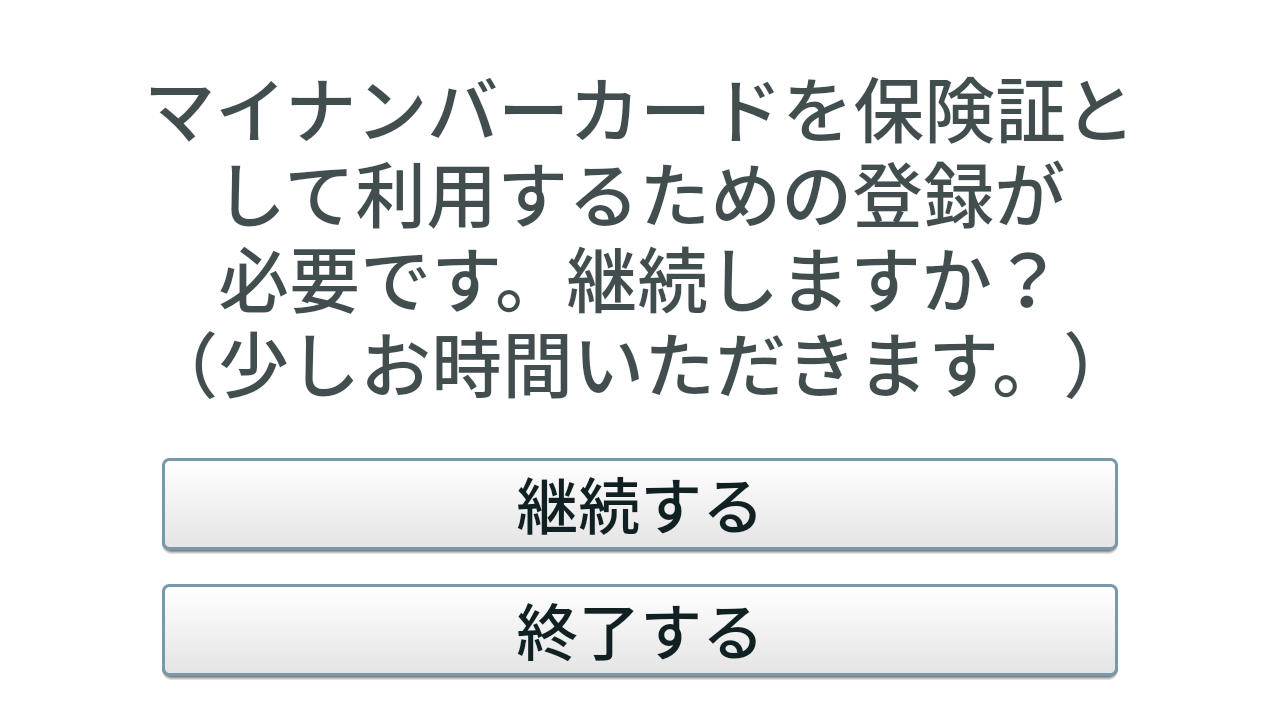 マイナンバーカードを保険証と
して利用するための登録が
必要です。継続しますか？
（少しお時間いただきます。）
継続する
終了する